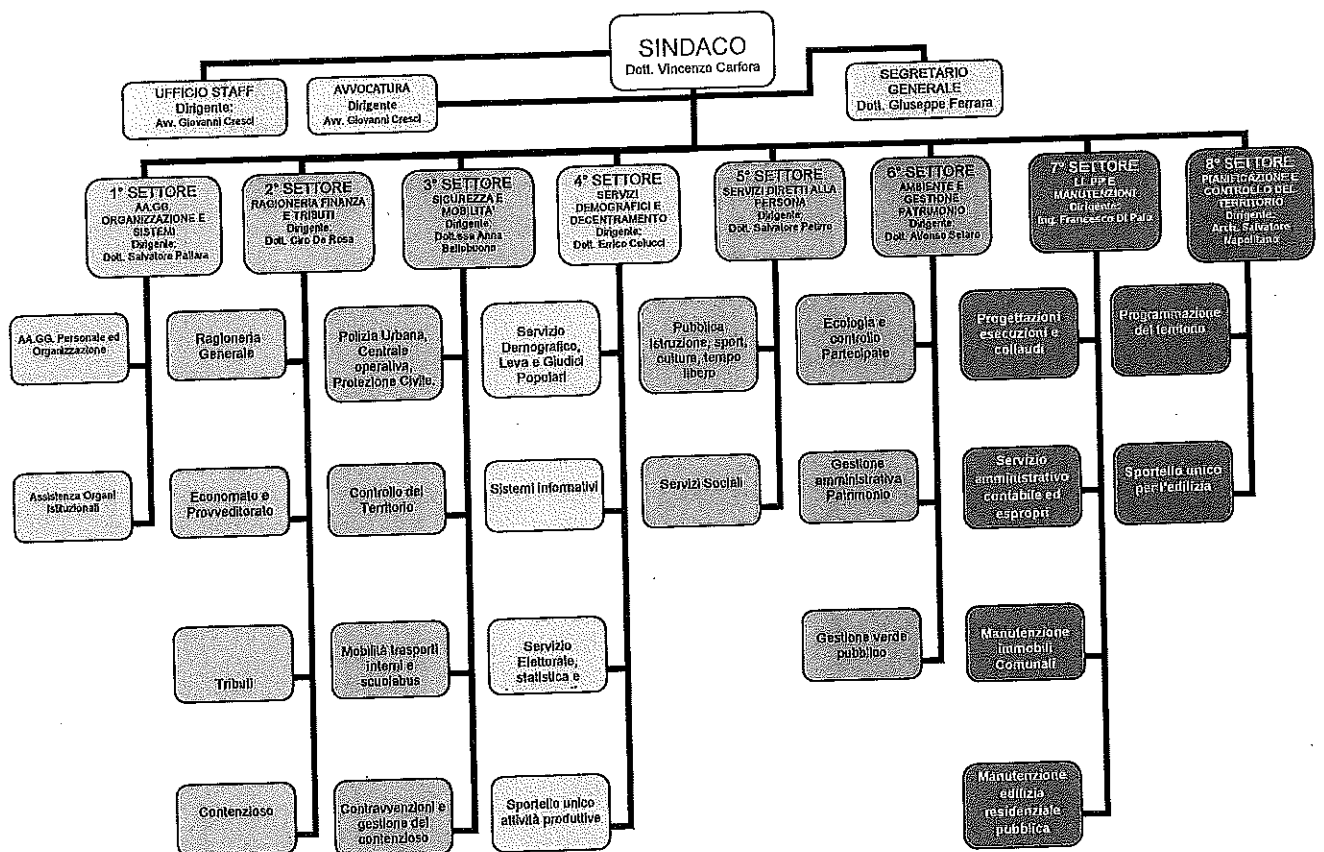 SINDACO
Dott. Vincenzo Carfora
UFFICIO STAFF
Dirigente:
Avv. Giovanni Cresci
AVVOCATURA
Dirigente
Avv. Giovanni Cresci
SEGRETARIO
GENERALE
Dott. Giuseppe Ferrara
1° SETTORE
AA.GG.
ORGANIZZAZIONE E
SISTEMI
Dirigente:
Dott. Salvatore Pallara
2° SETTORE
RAGIONERIA FINANZA
E TRIBUTI
Dirigente:
Dott. Ciro De Rosa
3° SETTORE
SICUREZZA E
MOBILITA'
Dirigente:
Dott.ssa Anna
Bellobuono
4° SETTORE
SERVIZI
DEMOGRAFICI E
DECENTRAMENTO
Dirigente:
Dott. Errico Colucci
5° SETTORE
SERVIZI DIRETTI ALLA
PERSONA
Dirigente:
Dott. Salvatore
6° SETTORE
AMBIENTE E
GESTIONE
PATRIMONIO
Dirigente:
Dott.
7° SETTORE
MANUTENZIONI
Dirigente:
Ing. Francesco Di
8° SETTORE
PIANIFICAZIONE E
CONTROLLO DEL
TERRITORIO
Dirigente:
Arch. Salvatore
Napolitano
AA.GG. Personale ed
Organizzazione
Assistenza Organi
Istituzionali
Ragioneria
Generale
Economato e
Provveditorato
Tributi
Contenzioso
Polizia Urbana,
Centrale
operativa,
Protezione Civile.
Controllo del
Territorio
Mobilità trasporti
interni e
scuolabus
Contravvenzioni e
gestione del
contenzioso
Servizio
Demografico,
Leva e Giudici
Popolari
Sistemi informativi
Servizio
Elettorale,
statistica e
Sportello unico
attività produttive
Pubblica
istruzione, sport,
cultura, tempo
libero
Servizi Sociali
Ecologia e
controllo
Partecipate
Gestione
amministrativa
Patrimonio
Gestione verde
pubblico
Progettazioni
esecuzioni e
collaudi
Servizio
amministrativo
contabile ed
espropri
Manutenzione
immobili
Comunali
Manutenzione
edilizia
residenziale
pubblica
Programmazione
del territorio
Sportello unico
per l'edilizia